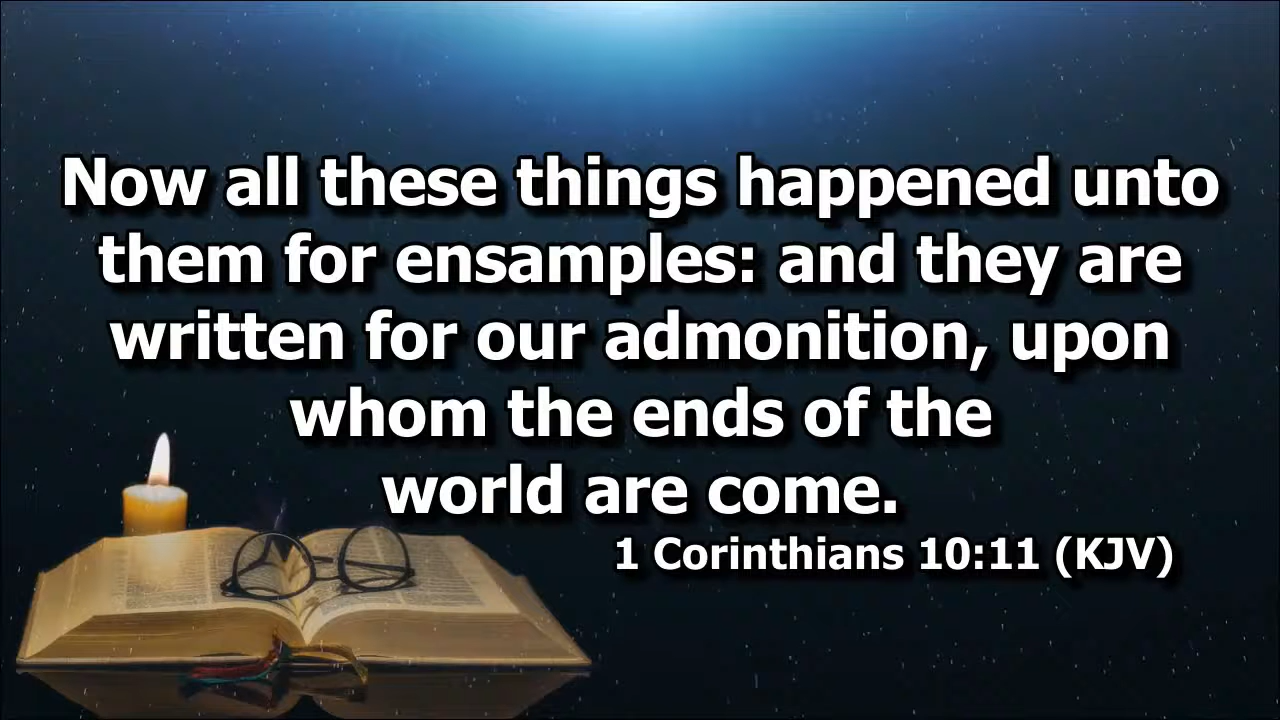 Now all these things happened unto
them for ensamples: and they are
written for our admonition, upon
whom the ends of the
world are come.
1 Corinthians 10:11 (KJV)